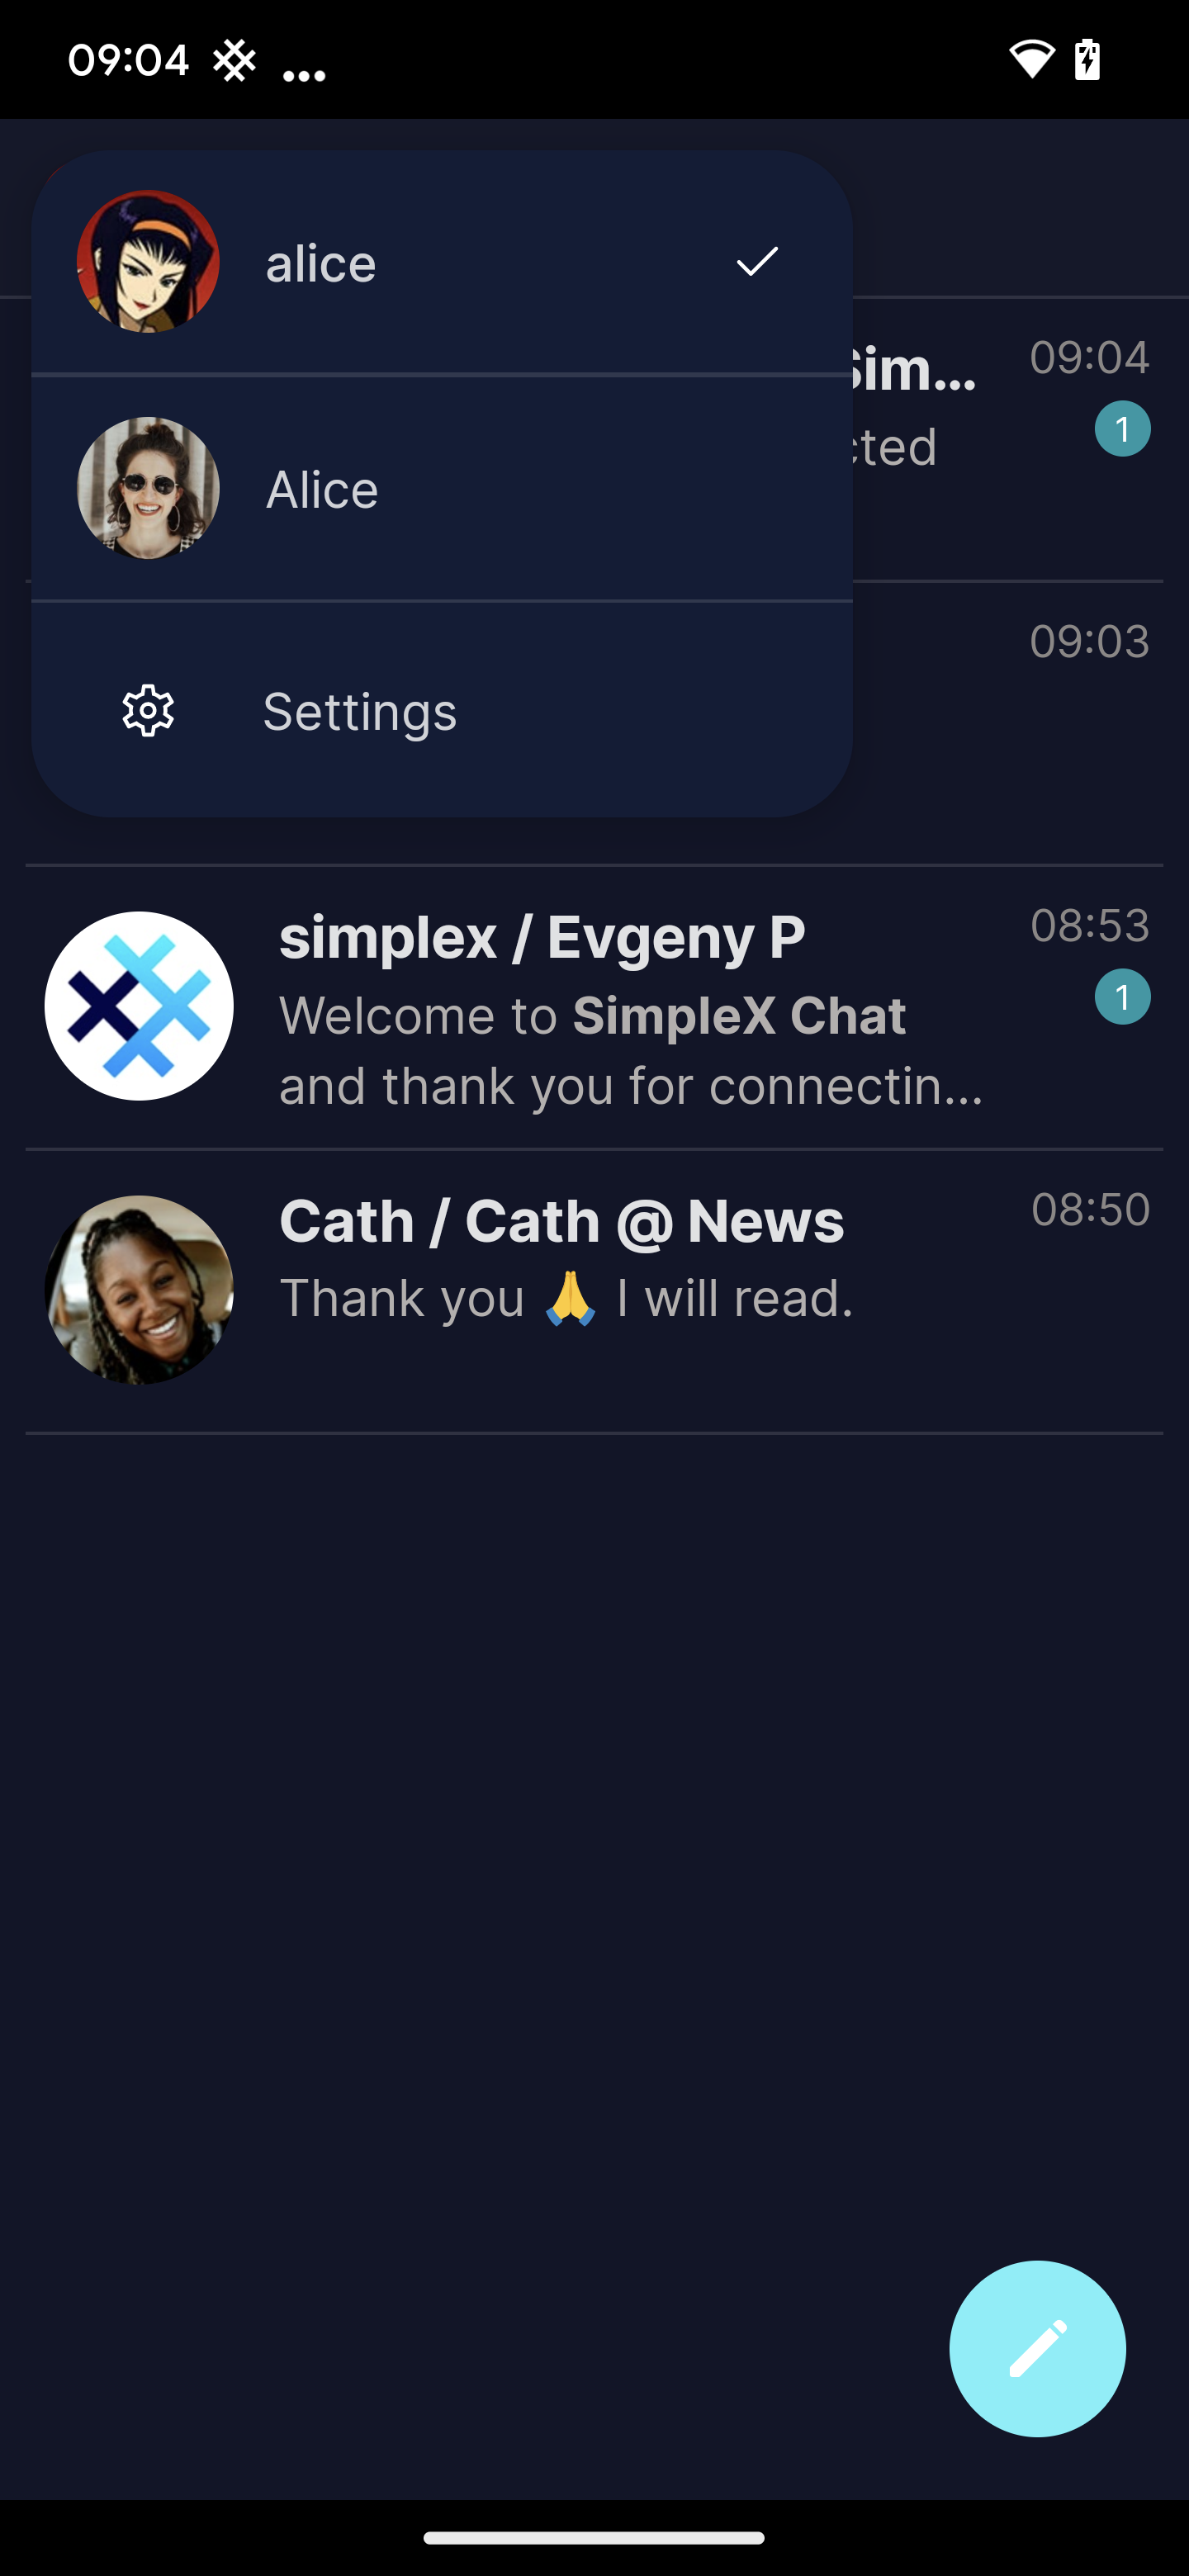 09:04
alice
Alice
Settings
Sim...
09:04
1
09:03
simplex / Evgeny P
08:53
Welcome to SimpleX Chat
1
and thank you for connectin...
Cath / Cath @ News
08:50
Thank you 🙏 I will read.